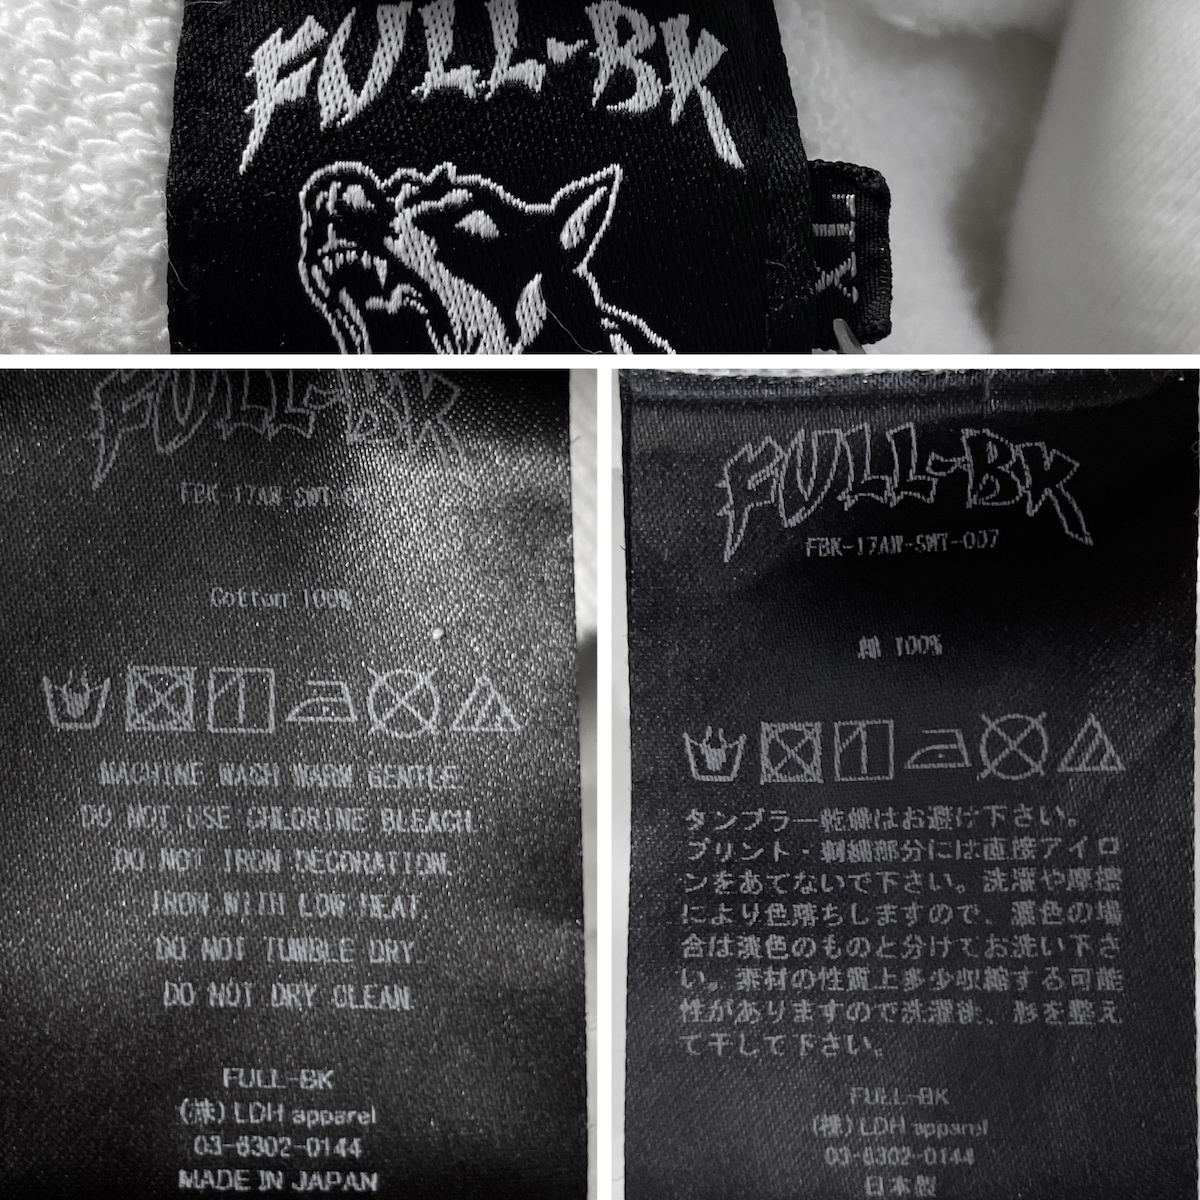 FULL-BK
XL
FULL-BK
FBK-17AW-SWT-
Cotton 100%
MACHINE WASH WARM GENTLE.
DO NOT USE CHLORINE BLEACH.
DO NOT IRON DECORATION.
IRON WITH LOW HEAT.
DO NOT TUMBLE DRY.
DO NOT DRY CLEAN.
FULL-BK
(株)LDH apparel
03-6302-0144
MADE IN JAPAN
FULL-BK
FBK-17AW-SWT-007
綿 100%
タンブラー乾燥はお避け下さい。
プリント・刺繍部分には直接アイロ
ンをあてないで下さい。洗濯や摩擦
により色落ちしますので、濃色の場
合は淡色のものと分けてお洗い下さ
い。素材の性質上多少収縮する可能
性がありますので洗濯後、形を整え
て干して下さい。
FULL-BK
(株)LDH apparel
03-6302-0144
日本製